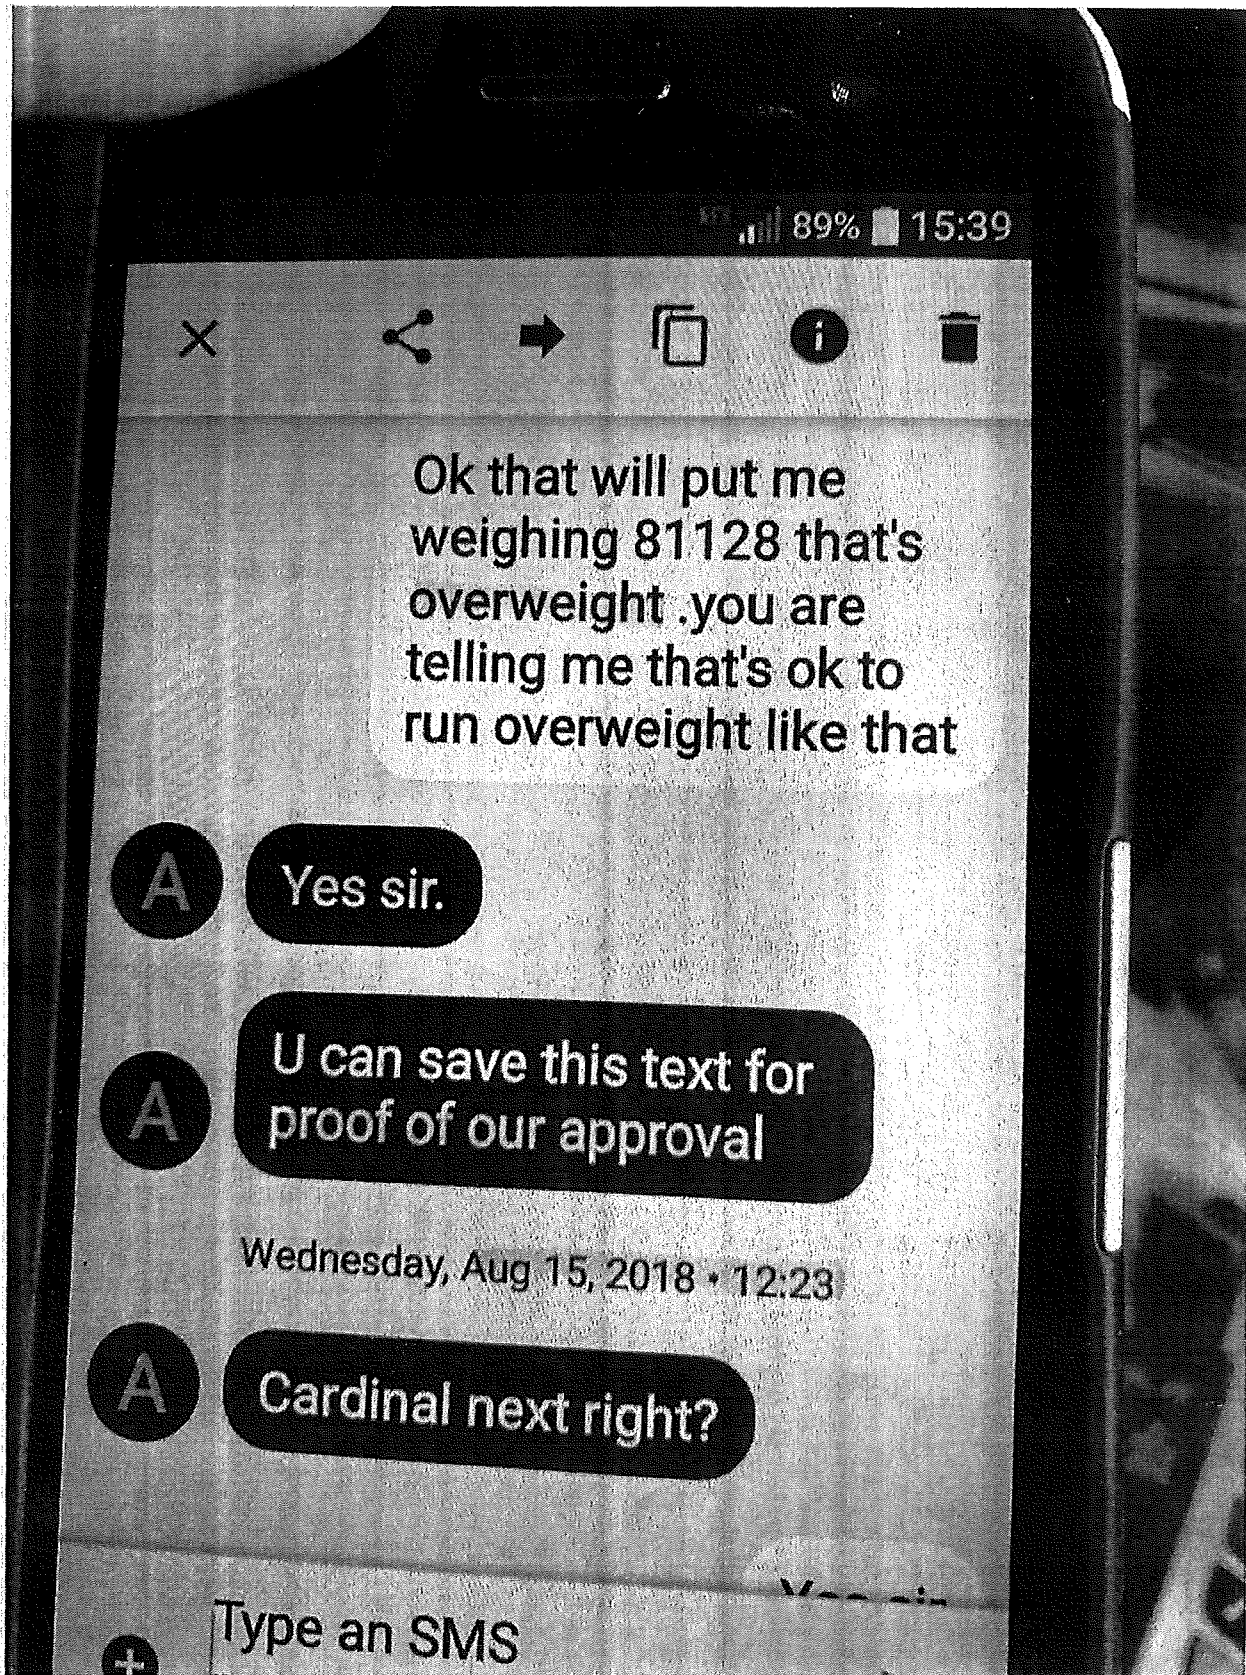 89% 15:39
Ok that will put me
weighing 81128 that's
overweight .you are
telling me that's ok to
run overweight like that
A
Yes sir.
A
U can save this text for
proof of our approval
Wednesday, Aug 15, 2018 • 12:23
A
Cardinal next right?
Yes sir
Type an SMS